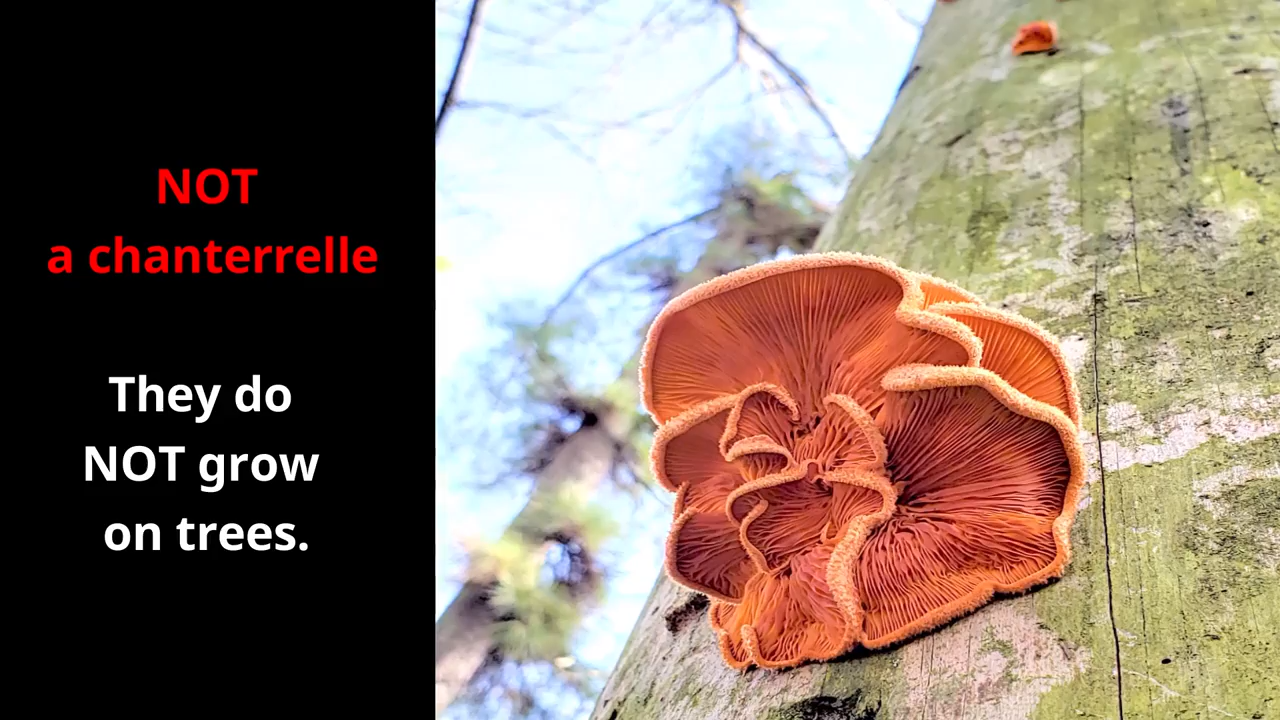 NOT
a chanterrelle
They do
NOT grow
on trees.